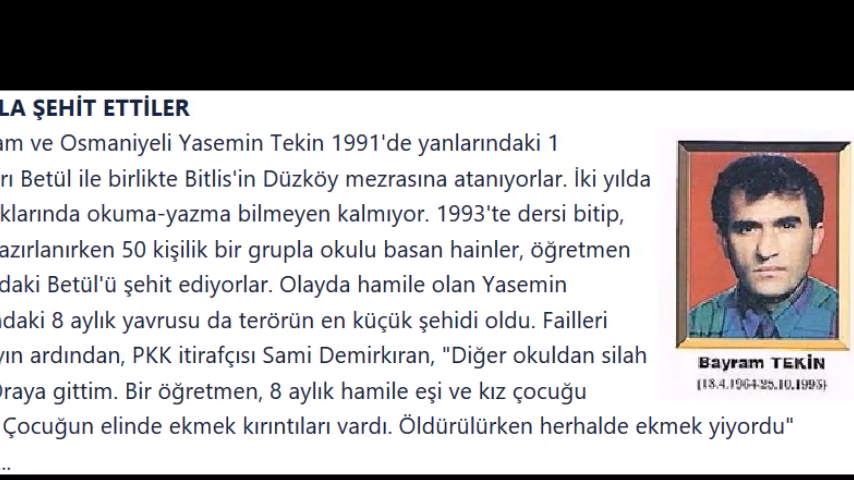 LA ŞEHİT ETTİLER
am ve Osmaniyeli Yasemin Tekin 1991'de yanlarındaki 1
rı Betül ile birlikte Bitlis'in Düzköy mezrasına atanıyorlar. İki yılda
klarında okuma-yazma bilmeyen kalmıyor. 1993'te dersi bitip,
azırlanırken 50 kişilik bir grupla okulu basan hainler, öğretmen
daki Betül'ü şehit ediyorlar. Olayda hamile olan Yasemin
ndaki 8 aylık yavrusu da terörün en küçük şehidi oldu. Failleri
yın ardından, PKK itirafçısı Sami Demirkıran, "Diğer okuldan silah
Oraya gittim. Bir öğretmen, 8 aylık hamile eşi ve kız çocuğu
Çocuğun elinde ekmek kırıntıları vardı. Öldürülürken herhalde ekmek yiyordu"
...
Bayram TEKİN
(18.4.1964-25.10.1993)